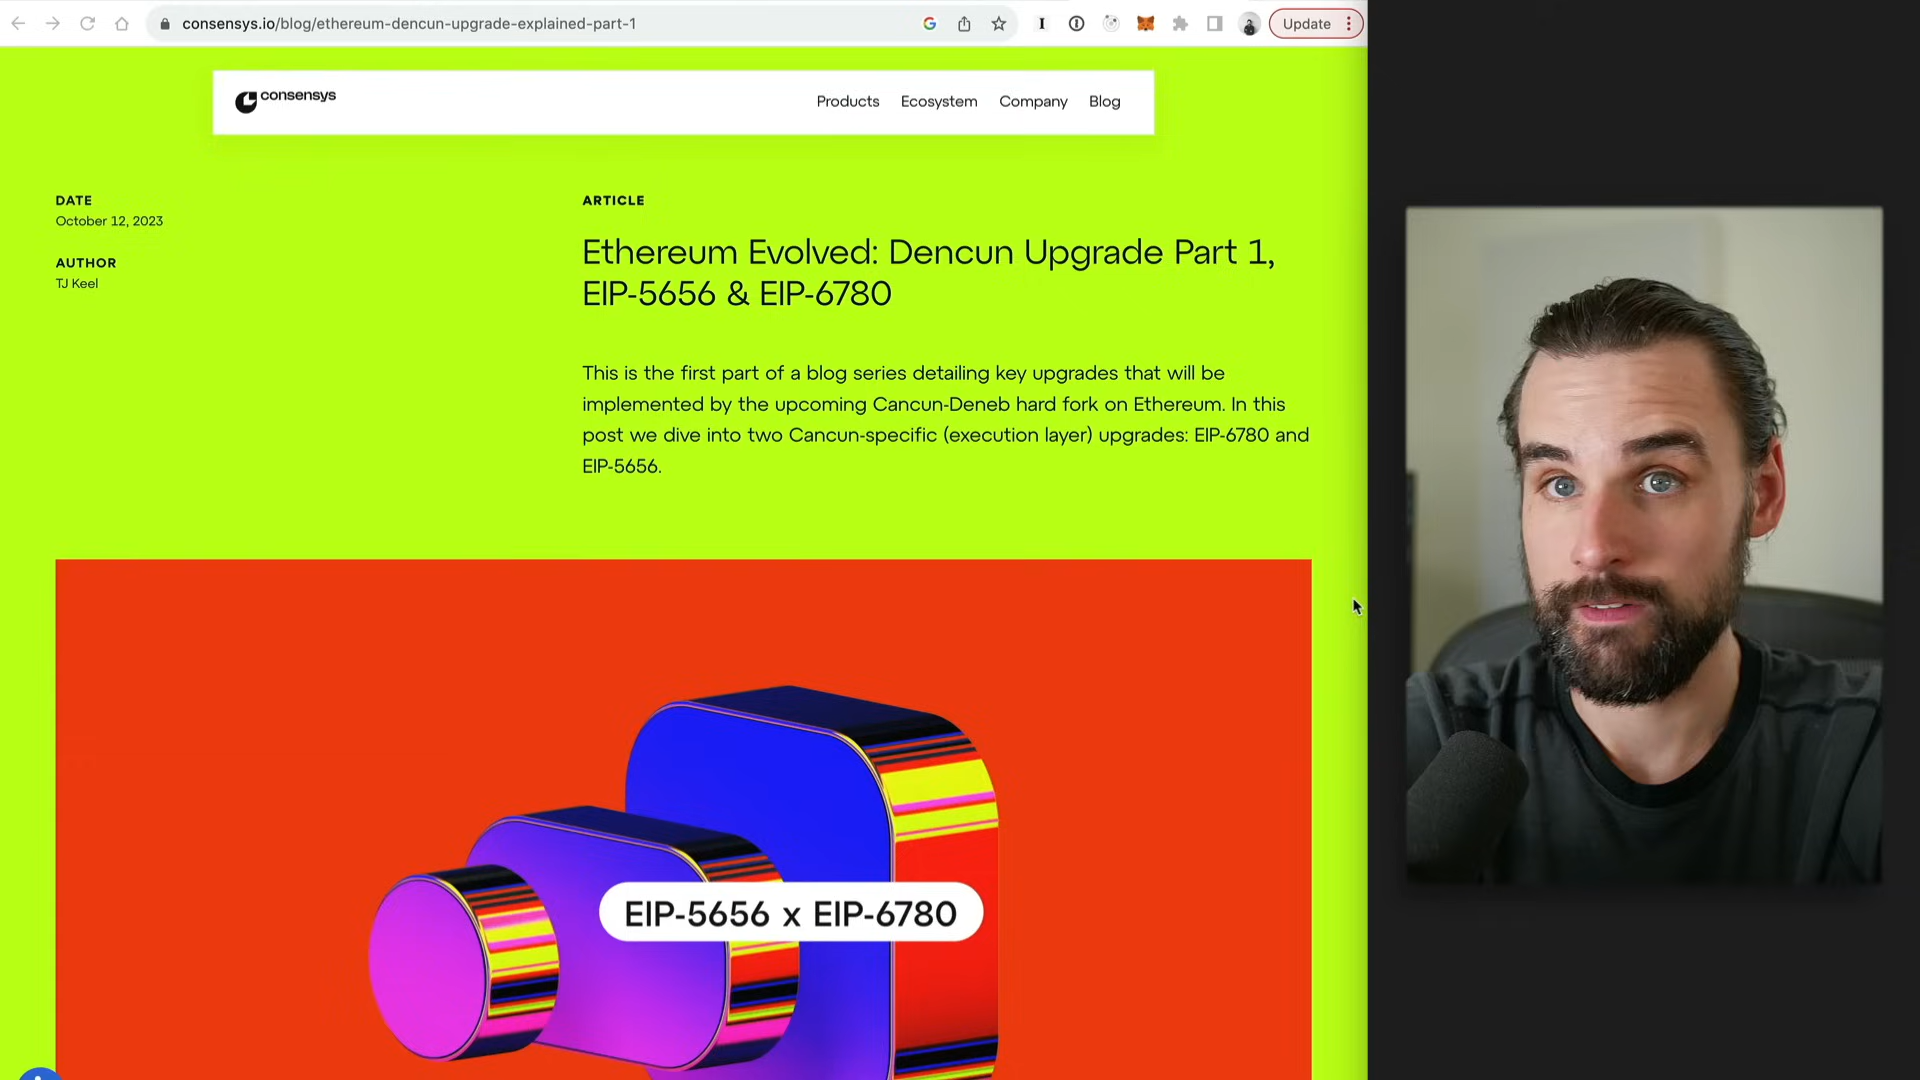 consensys.io/blog/ethereum-dencun-upgrade-explained-part-1
Update
consensys
Products Ecosystem Company Blog
DATE
October 12, 2023
AUTHOR
TJ Keel
ARTICLE
Ethereum Evolved: Dencun Upgrade Part 1,
EIP-5656 & EIP-6780
This is the first part of a blog series detailing key upgrades that will be
implemented by the upcoming Cancun-Deneb hard fork on Ethereum. In this
post we dive into two Cancun-specific (execution layer) upgrades: EIP-6780 and
EIP-5656.
EIP-5656 x EIP-6780